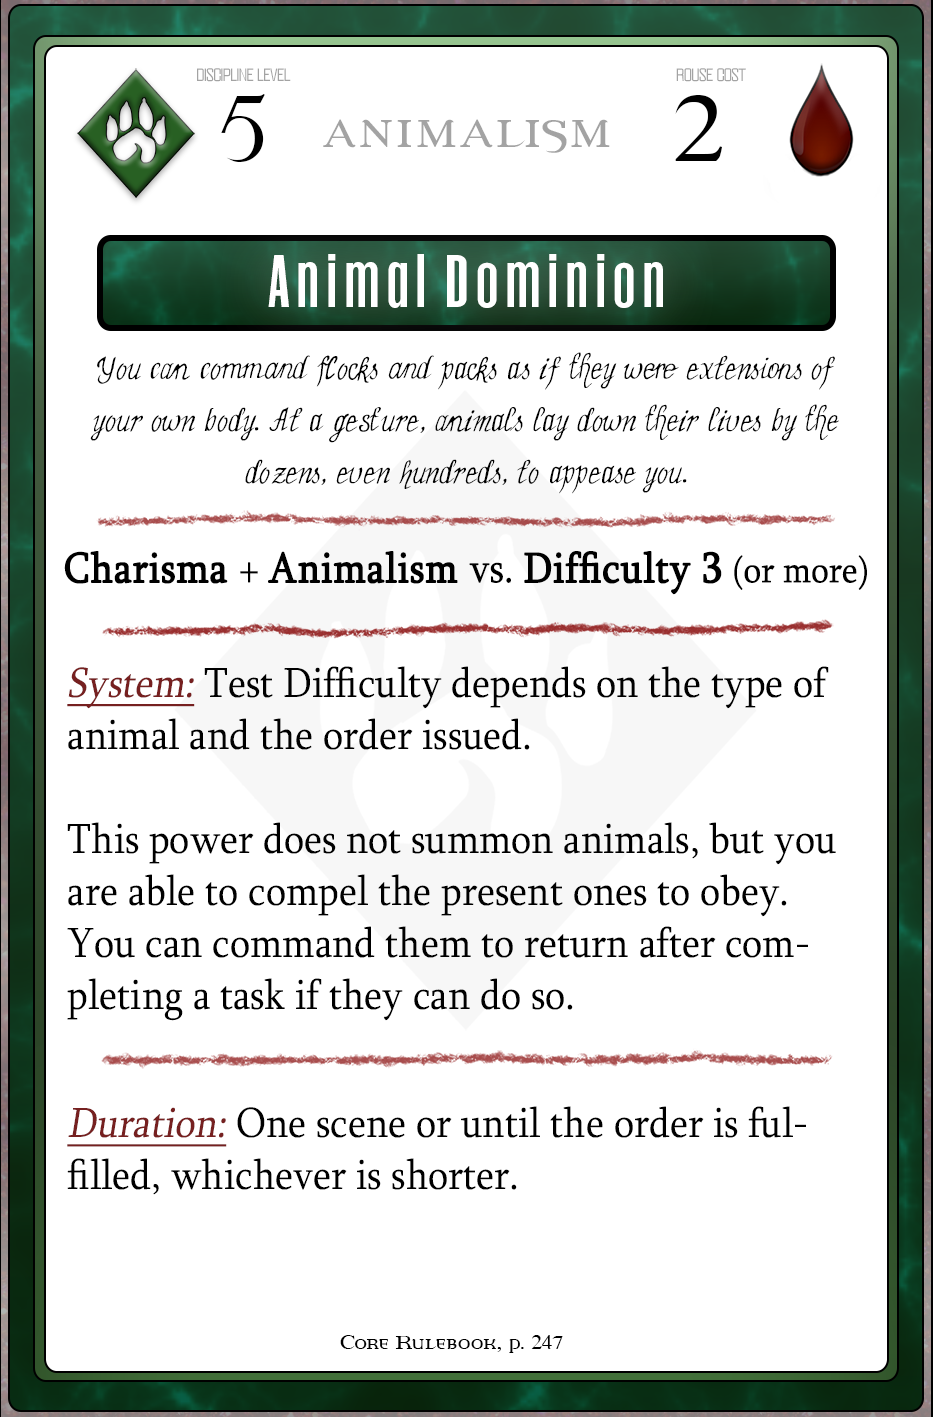 DISCIPLINE LEVEL
5
ANIMALISM
ROUSE COST
2
Animal Dominion
You can command flocks and packs as if they were extensions of
your own body. At a gesture, animals lay down their lives by the
dozens, even hundreds, to appease you.
Charisma + Animalism vs. Difficulty 3 (or more)
System: Test Difficulty depends on the type of
animal and the order issued.
This power does not summon animals, but you
are able to compel the present ones to obey.
You can command them to return after com-
pleting a task if they can do so.
Duration: One scene or until the order is ful-
filled, whichever is shorter.
Core Rulebook, p. 247